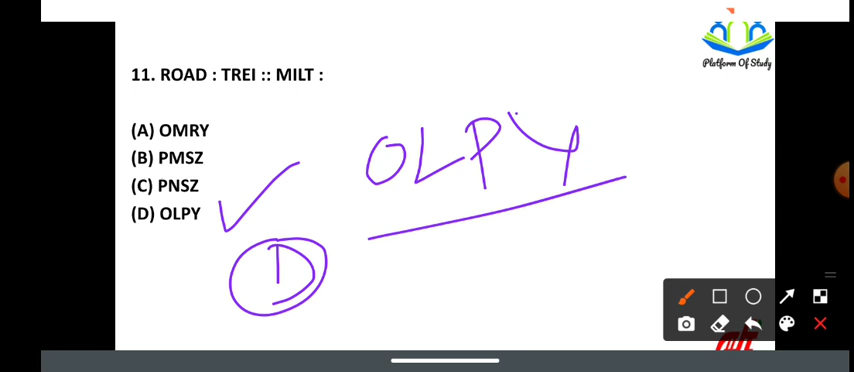 Platform Of Study
11. ROAD : TREI :: MILT :
(A) OMRY
(B) PMSZ
(C) PNSZ
(D) OLPY
OLPY
D